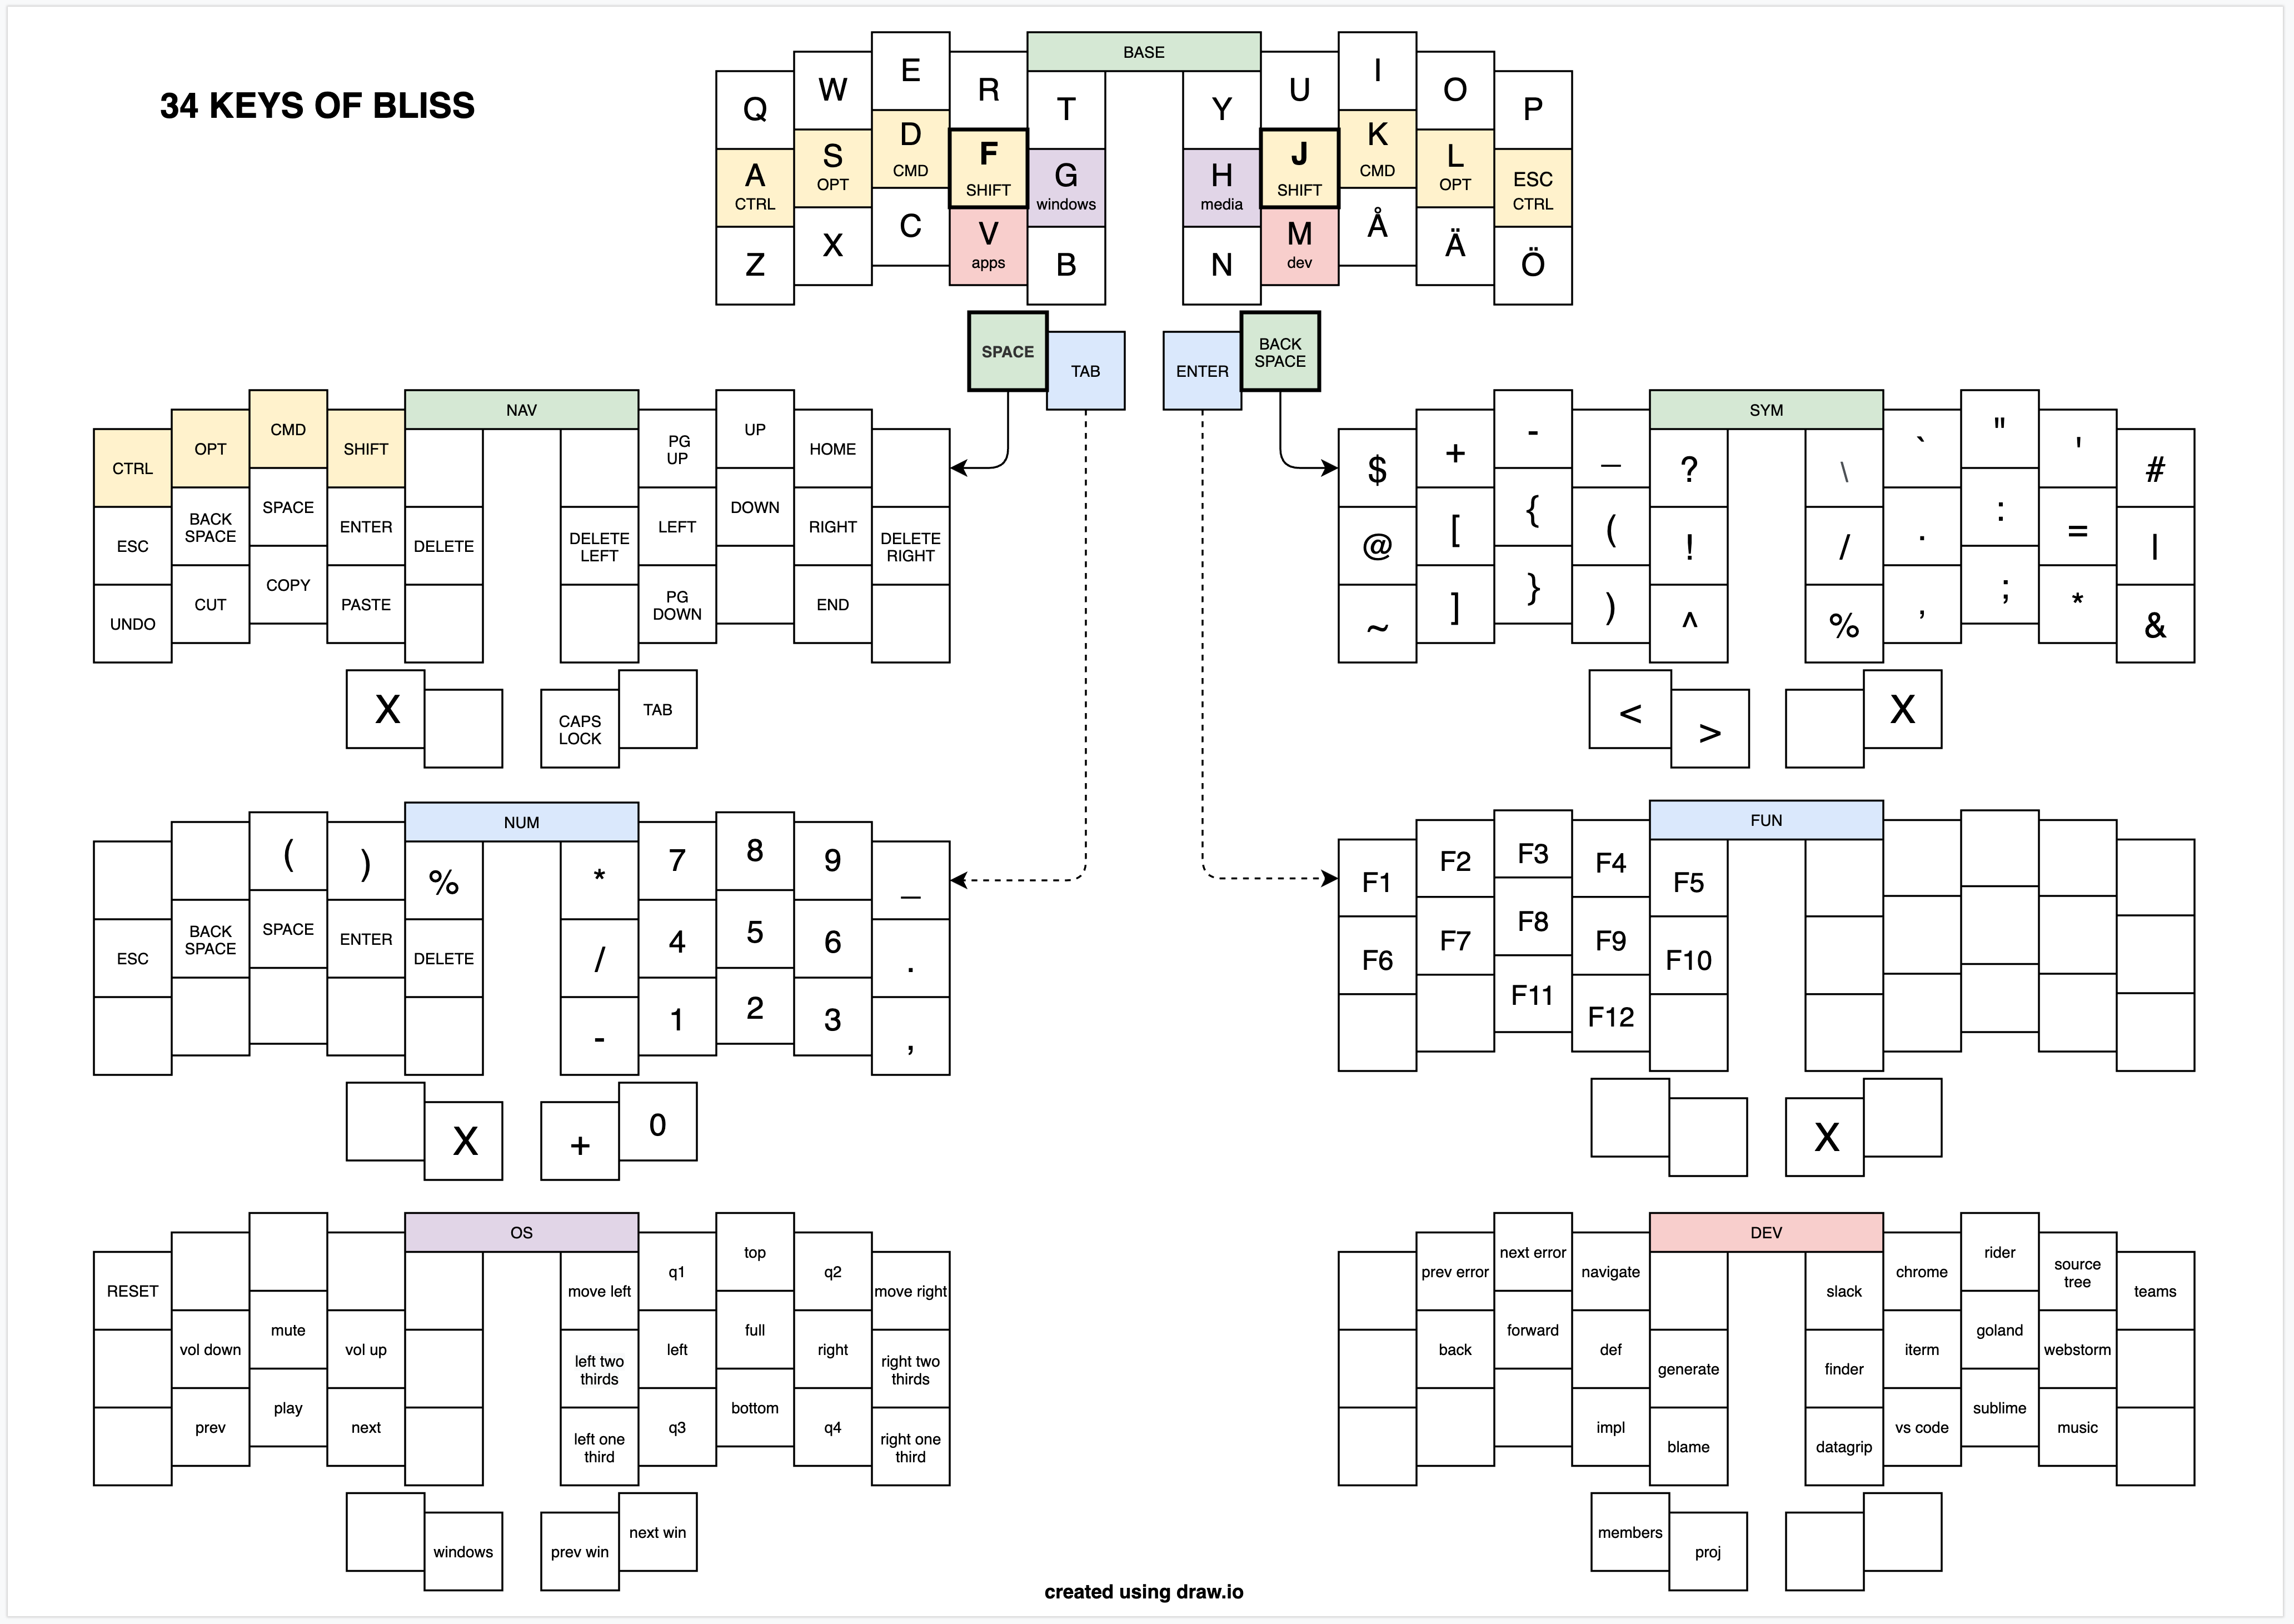 34 KEYS OF BLISS
BASE
Q W E R T Y U I O P
A CTRL S OPT D CMD F SHIFT G windows H media J SHIFT K CMD L OPT ESC CTRL
Z X C V apps B N M dev Å Ä Ö
SPACE TAB ENTER BACK SPACE
NAV
CTRL OPT CMD SHIFT PG UP UP HOME
ESC BACK SPACE SPACE ENTER DELETE DELETE LEFT LEFT DOWN RIGHT DELETE RIGHT
UNDO CUT COPY PASTE PG DOWN END
X CAPS LOCK TAB
SYM
$ + - _ ? \ ` " ' #
@ [ { ( ! / . : = |
~ ] } ) ^ % , ; * &
< > X
NUM
( ) % * 7 8 9 _
ESC BACK SPACE SPACE ENTER DELETE / 4 5 6 .
- 1 2 3 ,
X + 0
FUN
F1 F2 F3 F4 F5
F6 F7 F8 F9 F10
F11 F12
X
OS
RESET move left q1 top q2 move right
vol down mute vol up left two thirds left full right right two thirds
prev play next left one third q3 bottom q4 right one third
windows prev win next win
DEV
prev error next error navigate slack chrome rider source tree teams
back forward def generate finder iterm goland webstorm
impl blame datagrip vs code sublime music
members proj
created using draw.io